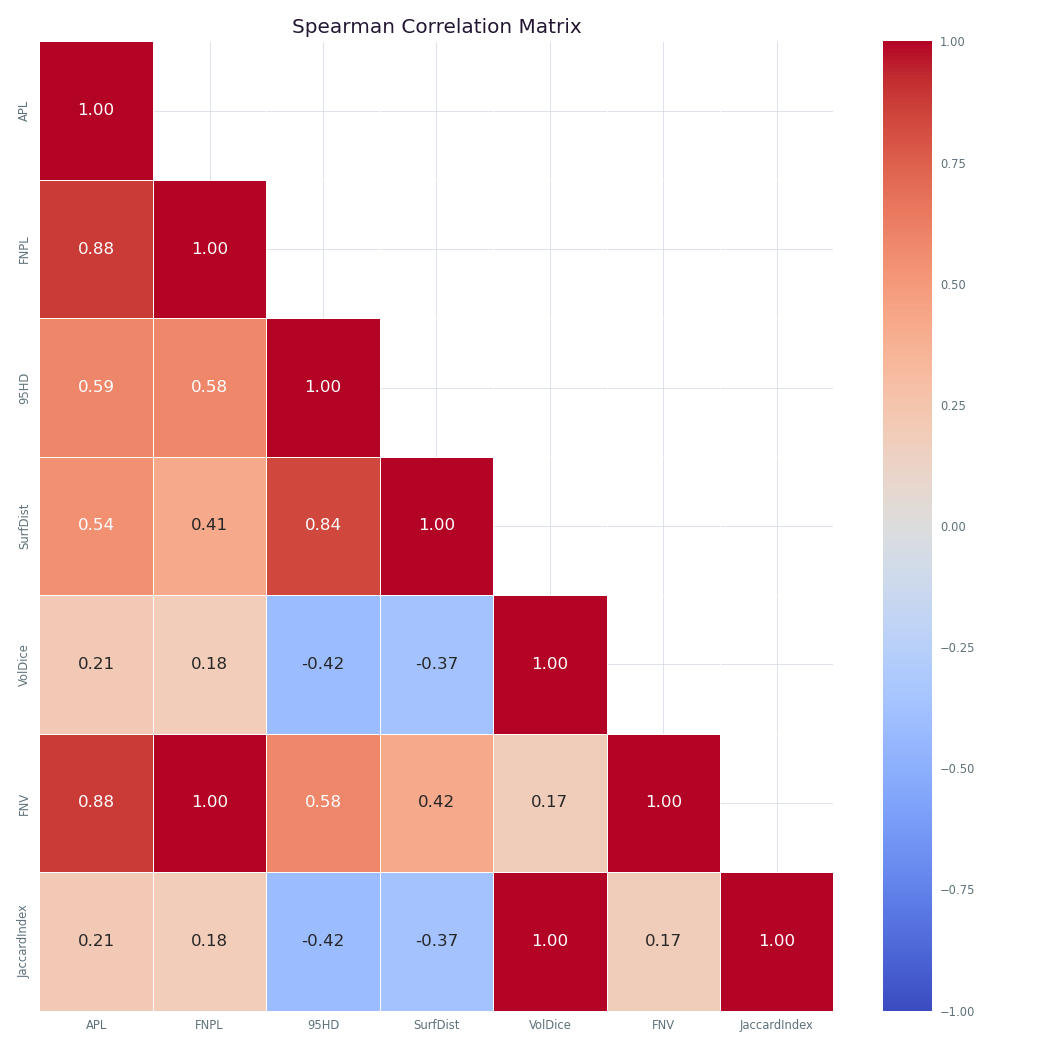 Spearman Correlation Matrix
APL
1.00
FNPL
0.88 1.00
95HD
0.59 0.58 1.00
SurfDist
0.54 0.41 0.84 1.00
VolDice
0.21 0.18 -0.42 -0.37 1.00
FNV
0.88 1.00 0.58 0.42 0.17 1.00
JaccardIndex
0.21 0.18 -0.42 -0.37 1.00 0.17 1.00
APL FNPL 95HD SurfDist VolDice FNV JaccardIndex
1.00
0.75
0.50
0.25
0.00
−0.25
−0.50
−0.75
−1.00